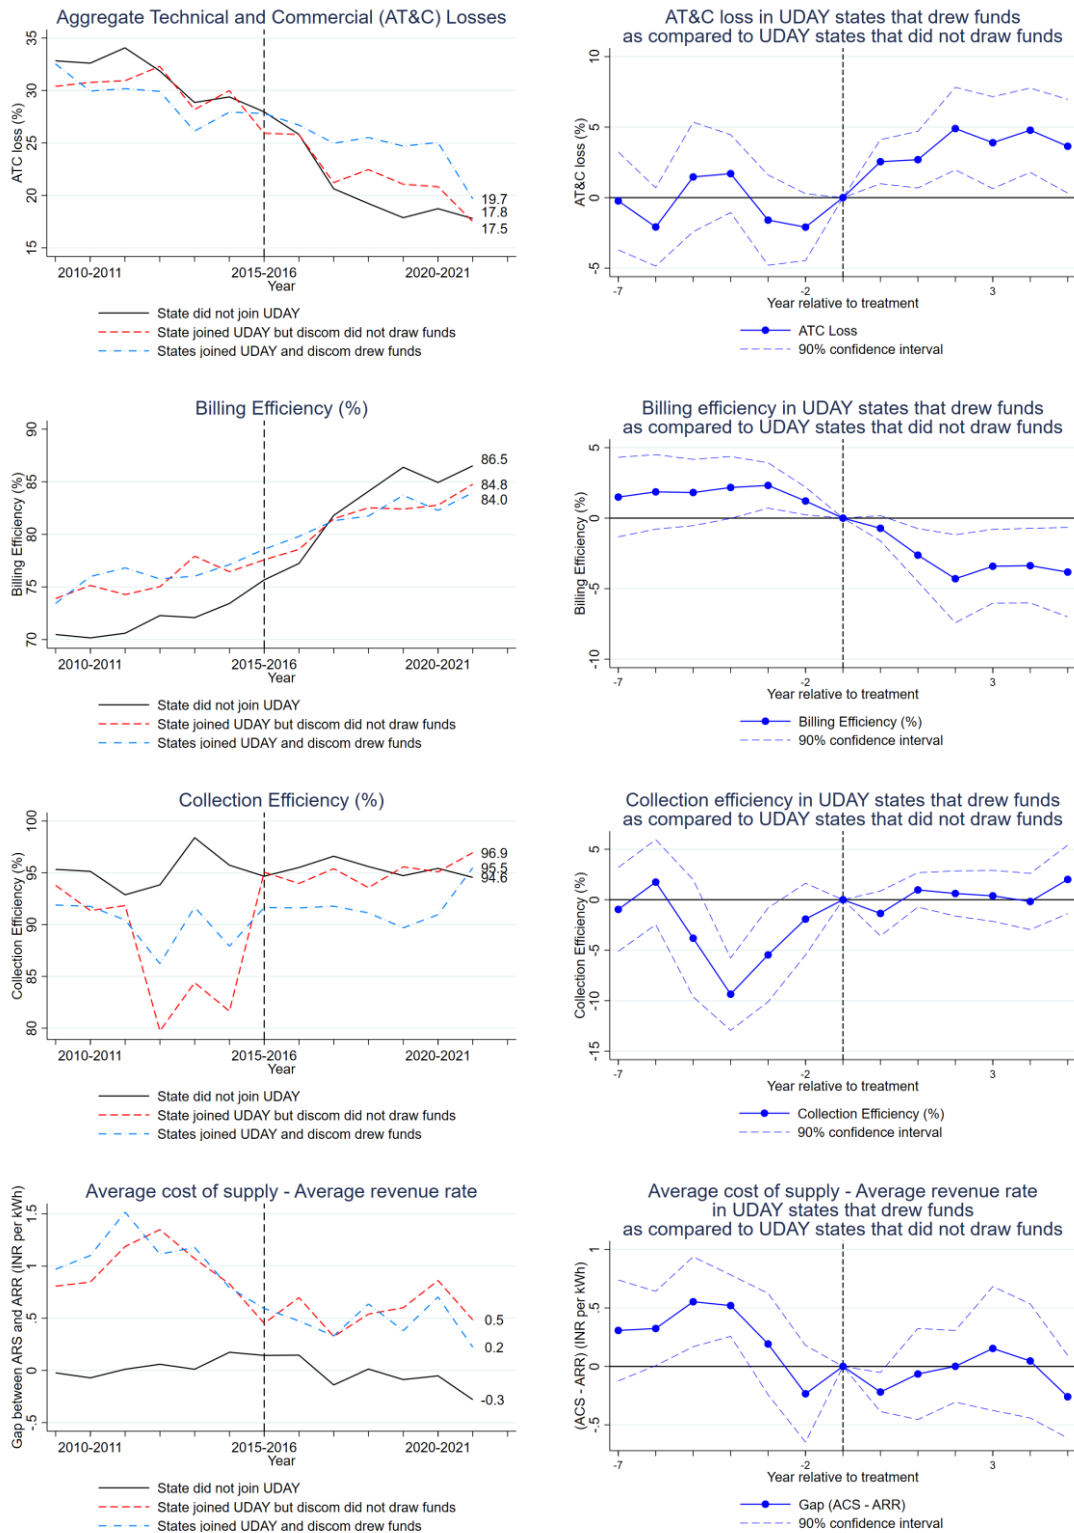 Aggregate Technical and Commercial (AT&C) Losses
ATC loss (%)
35
30
25
20
15
19.7
17.8
17.5
2010-2011
2015-2016
2020-2021
Year
State did not join UDAY
State joined UDAY but discom did not draw funds
States joined UDAY and discom drew funds
AT&C loss in UDAY states that drew funds
as compared to UDAY states that did not draw funds
AT&C loss (%)
10
5
0
-5
-7
-2
3
Year relative to treatment
ATC Loss
90% confidence interval
Billing Efficiency (%)
Billing Efficiency (%)
90
85
80
75
70
86.5
84.8
84.0
2010-2011
2015-2016
2020-2021
Year
State did not join UDAY
State joined UDAY but discom did not draw funds
States joined UDAY and discom drew funds
Billing efficiency in UDAY states that drew funds
as compared to UDAY states that did not draw funds
Billing Efficiency (%)
5
0
-5
-10
-7
-2
3
Year relative to treatment
Billing Efficiency (%)
90% confidence interval
Collection Efficiency (%)
Collection Efficiency (%)
100
95
90
85
80
96.9
95.5
94.6
2010-2011
2015-2016
2020-2021
Year
State did not join UDAY
State joined UDAY but discom did not draw funds
States joined UDAY and discom drew funds
Collection efficiency in UDAY states that drew funds
as compared to UDAY states that did not draw funds
Collection Efficiency (%)
5
0
-5
-10
-15
-7
-2
3
Year relative to treatment
Collection Efficiency (%)
90% confidence interval
Average cost of supply - Average revenue rate
Gap between ARS and ARR (INR per kWh)
1.5
1
.5
0
-.5
0.5
0.2
-0.3
2010-2011
2015-2016
2020-2021
Year
State did not join UDAY
State joined UDAY but discom did not draw funds
States joined UDAY and discom drew funds
Average cost of supply - Average revenue rate
in UDAY states that drew funds
as compared to UDAY states that did not draw funds
(ACS - ARR) (INR per kWh)
1
.5
0
-.5
-7
-2
3
Year relative to treatment
Gap (ACS - ARR)
90% confidence interval